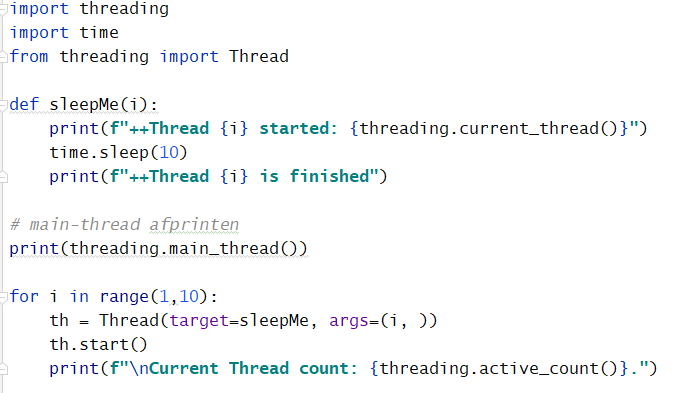 import threading
import time
from threading import Thread

def sleepMe(i):
    print(f"++Thread {i} started: {threading.current_thread()}")
    time.sleep(10)
    print(f"++Thread {i} is finished")

# main-thread afprinten
print(threading.main_thread())

for i in range(1,10):
    th = Thread(target=sleepMe, args=(i, ))
    th.start()
    print(f"\nCurrent Thread count: {threading.active_count()}.")